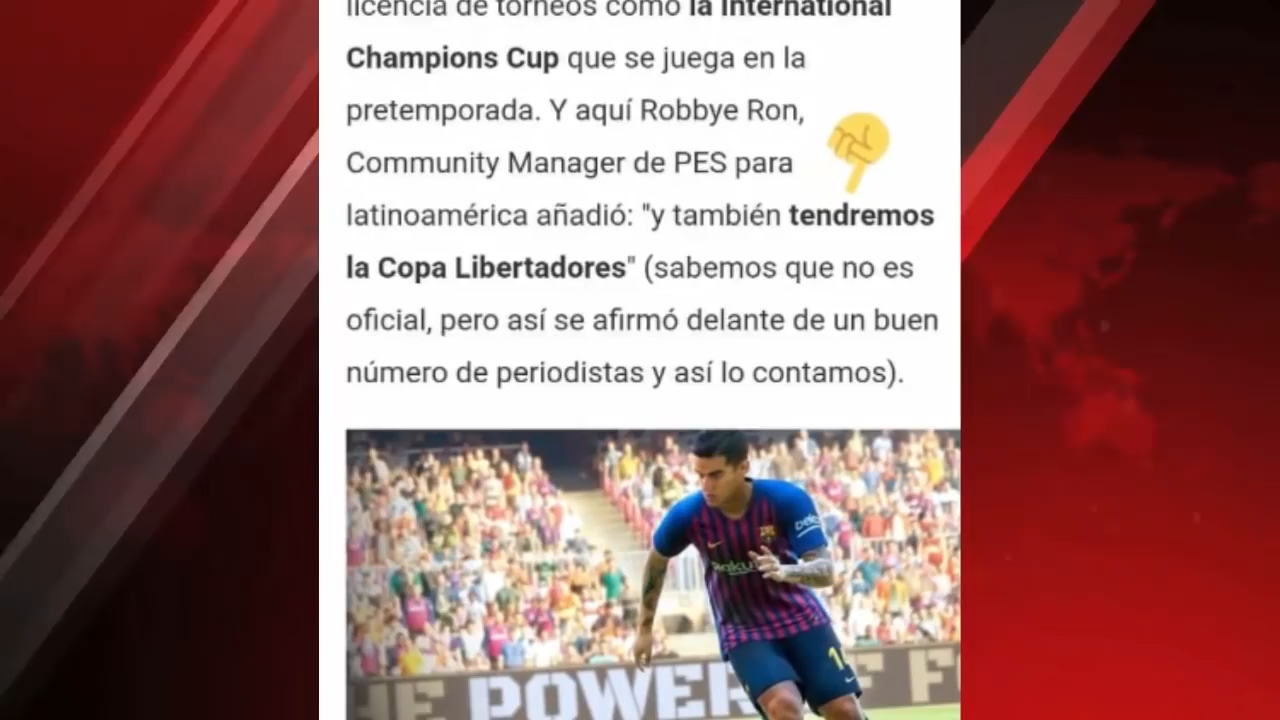 licencia de torneos como la International
Champions Cup que se juega en la
pretemporada. Y aquí Robbye Ron,
Community Manager de PES para
latinoamérica añadió: "y también tendremos
la Copa Libertadores" (sabemos que no es
oficial, pero así se afirmó delante de un buen
número de periodistas y así lo contamos).
POWER